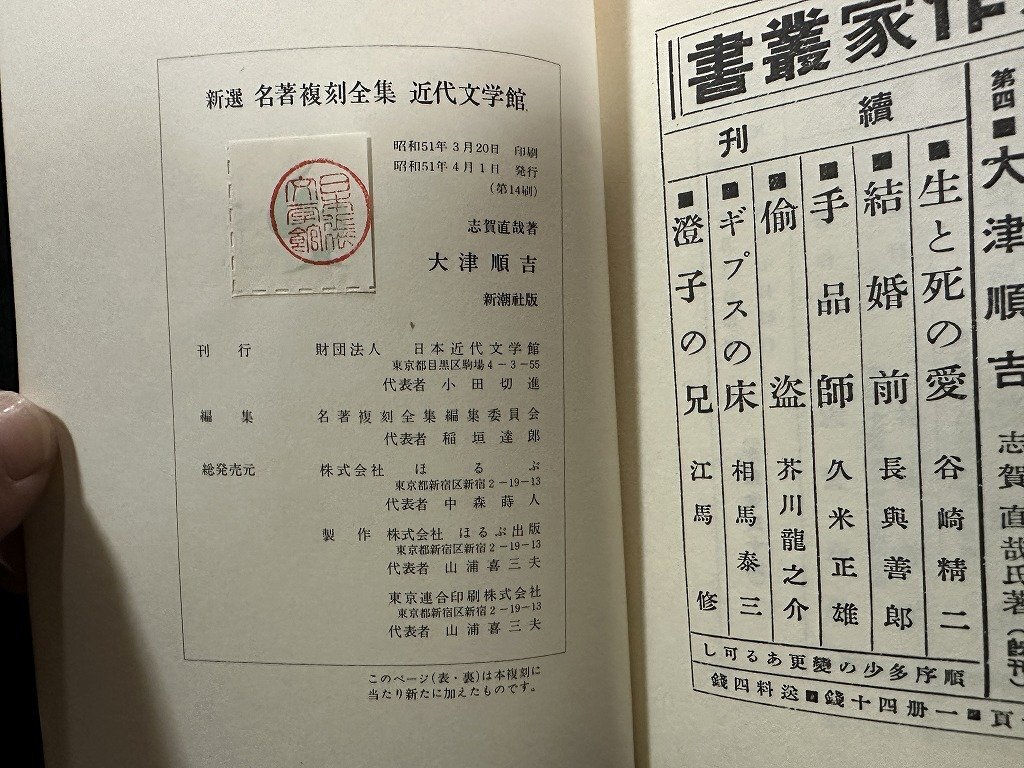 新選 名著複刻全集 近代文学館
昭和51年3月20日 印刷
昭和51年4月1日 発行
(第14刷)
志賀直哉著
大津順吉
新潮社版
刊行 財団法人 日本近代文学館
東京都目黒区駒場4-3-55
代表者 小田切進
編集 名著複刻全集編集委員会
代表者 稲垣達郎
総発売元 株式会社 ほるぷ
東京都新宿区新宿2-19-13
代表者 中森蒔人
製作 株式会社 ほるぷ出版
東京都新宿区新宿2-19-13
代表者 山浦喜三夫
東京連合印刷株式会社
東京都新宿区新宿2-19-13
代表者 山浦喜三夫
このページ(表・裏)は本複刻に
当たり新たに加えたものです。
作家叢書
第四■大津順吉 志賀直哉氏著(既刊)
續刊
■生と死の愛 谷崎精二
■結婚前 長與善郎
■手品師 久米正雄
■偷盗 芥川龍之介
■ギプスの床 相馬泰三
■澄子の兄 江馬修
し可るあ更變の少多序順
錢四料送■錢十四册一■頁